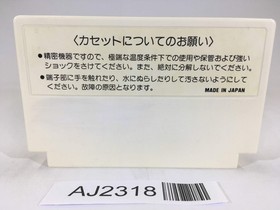 〈カセットについてのお願い〉
●精密機器ですので、極端な温度条件下での使用や保管および強い
ショックをさけてください。また、絶対に分解しないでください。
●端子部に手を触れたり、水にぬらしたりして汚さないようにして
ください。故障の原因となります。
MADE IN JAPAN
AJ2318